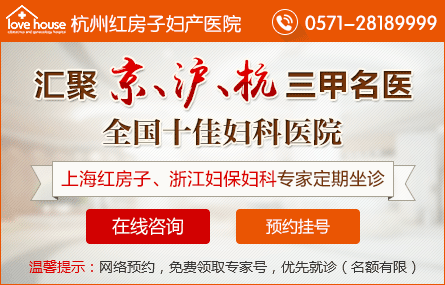 love house
obstetrics and gynecology hospital
杭州红房子妇产医院
0571-28189999
汇聚京、沪、杭三甲名医
全国十佳妇科医院
上海红房子、浙江妇保妇科专家定期坐诊
在线咨询
预约挂号
温馨提示：网络预约，免费领取专家号，优先就诊（名额有限）